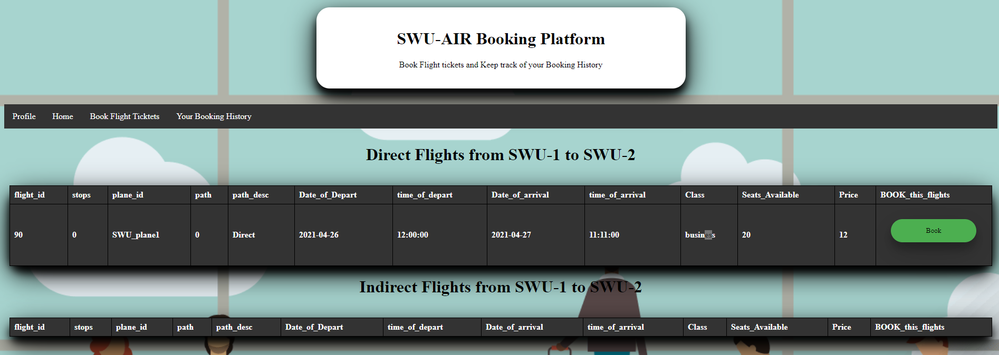 SWU-AIR Booking Platform
Book Flight tickets and Keep track of your Booking History
Profile Home Book Flight Ticktets Your Booking History
Direct Flights from SWU-1 to SWU-2
flight_id stops plane_id path path_desc Date_of_Depart time_of_depart Date_of_arrival time_of_arrival Class Seats_Available Price BOOK_this_flights
90 0 SWU_plane1 0 Direct 2021-04-26 12:00:00 2021-04-27 11:11:00 business 20 12 Book
Indirect Flights from SWU-1 to SWU-2
flight_id stops plane_id path path_desc Date_of_Depart time_of_depart Date_of_arrival time_of_arrival Class Seats_Available Price BOOK_this_flights